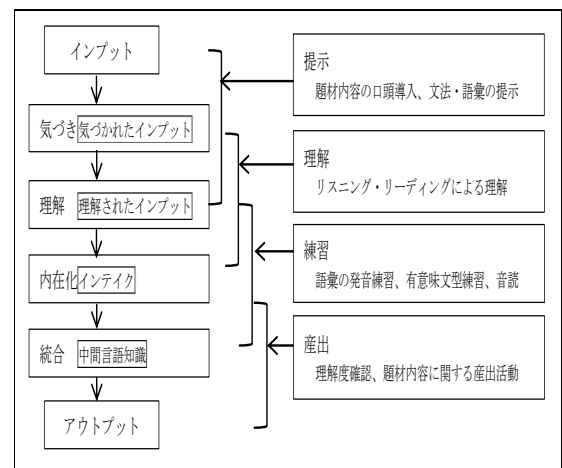 インプット
気づき 気づかれたインプット
理解 理解されたインプット
内在化 インテイク
統合 中間言語知識
アウトプット
提示
題材内容の口頭導入、文法・語彙の提示
理解
リスニング・リーディングによる理解
練習
語彙の発音練習、有意味文型練習、音読
産出
理解度確認、題材内容に関する産出活動